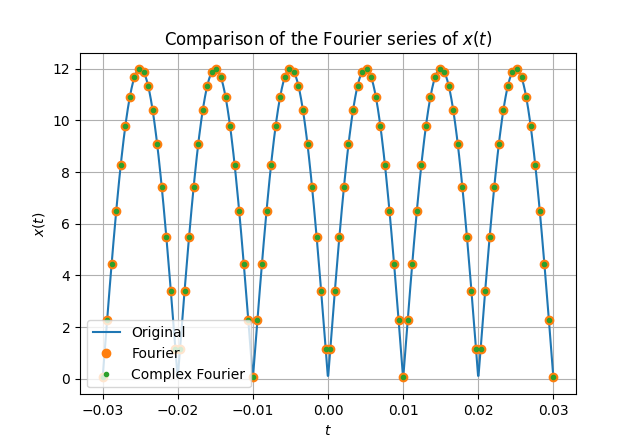 Comparison of the Fourier series of x(t)
12
10
8
6
4
2
0
x(t)
Original
Fourier
Complex Fourier
−0.03 −0.02 −0.01 0.00 0.01 0.02 0.03
t